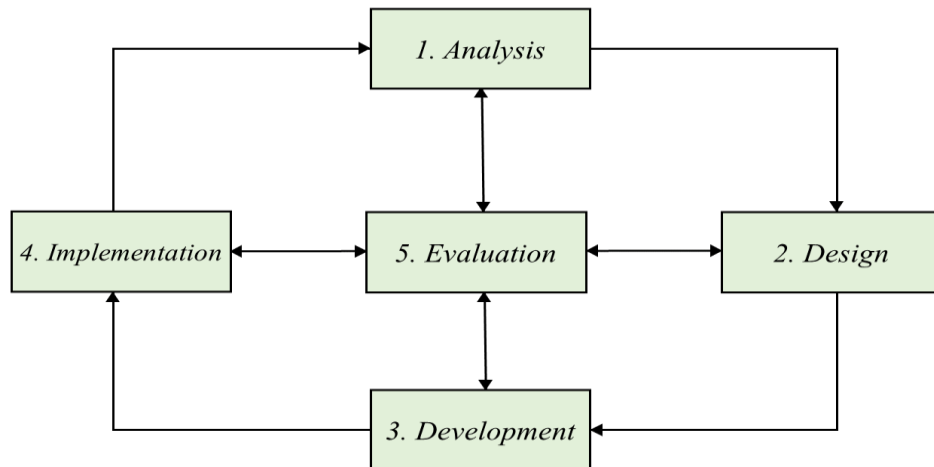 1. Analysis
4. Implementation
5. Evaluation
2. Design
3. Development